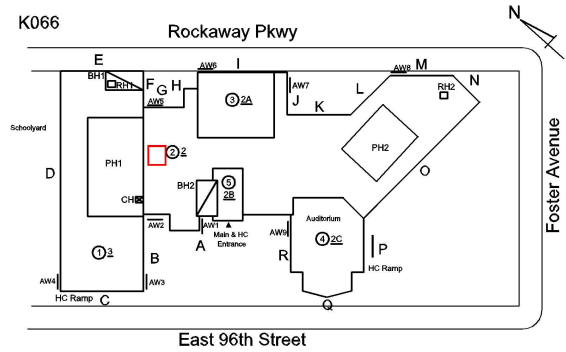 K066
Rockaway Pkwy
N
E
AW6
I
AW8
M
BH1
RH1
F
G
H
AW7
L
N
RH2
AW5
J
3 2A
K
Schoolyard
2 2
PH1
PH2
D
5
2B
BH2
O
CH
Foster Avenue
AW2
AW1
Main & HC
Entrance
Auditorium
A
AW9
4 2C
P
1 3
B
R
HC Ramp
AW4
AW3
HC Ramp
C
Q
East 96th Street